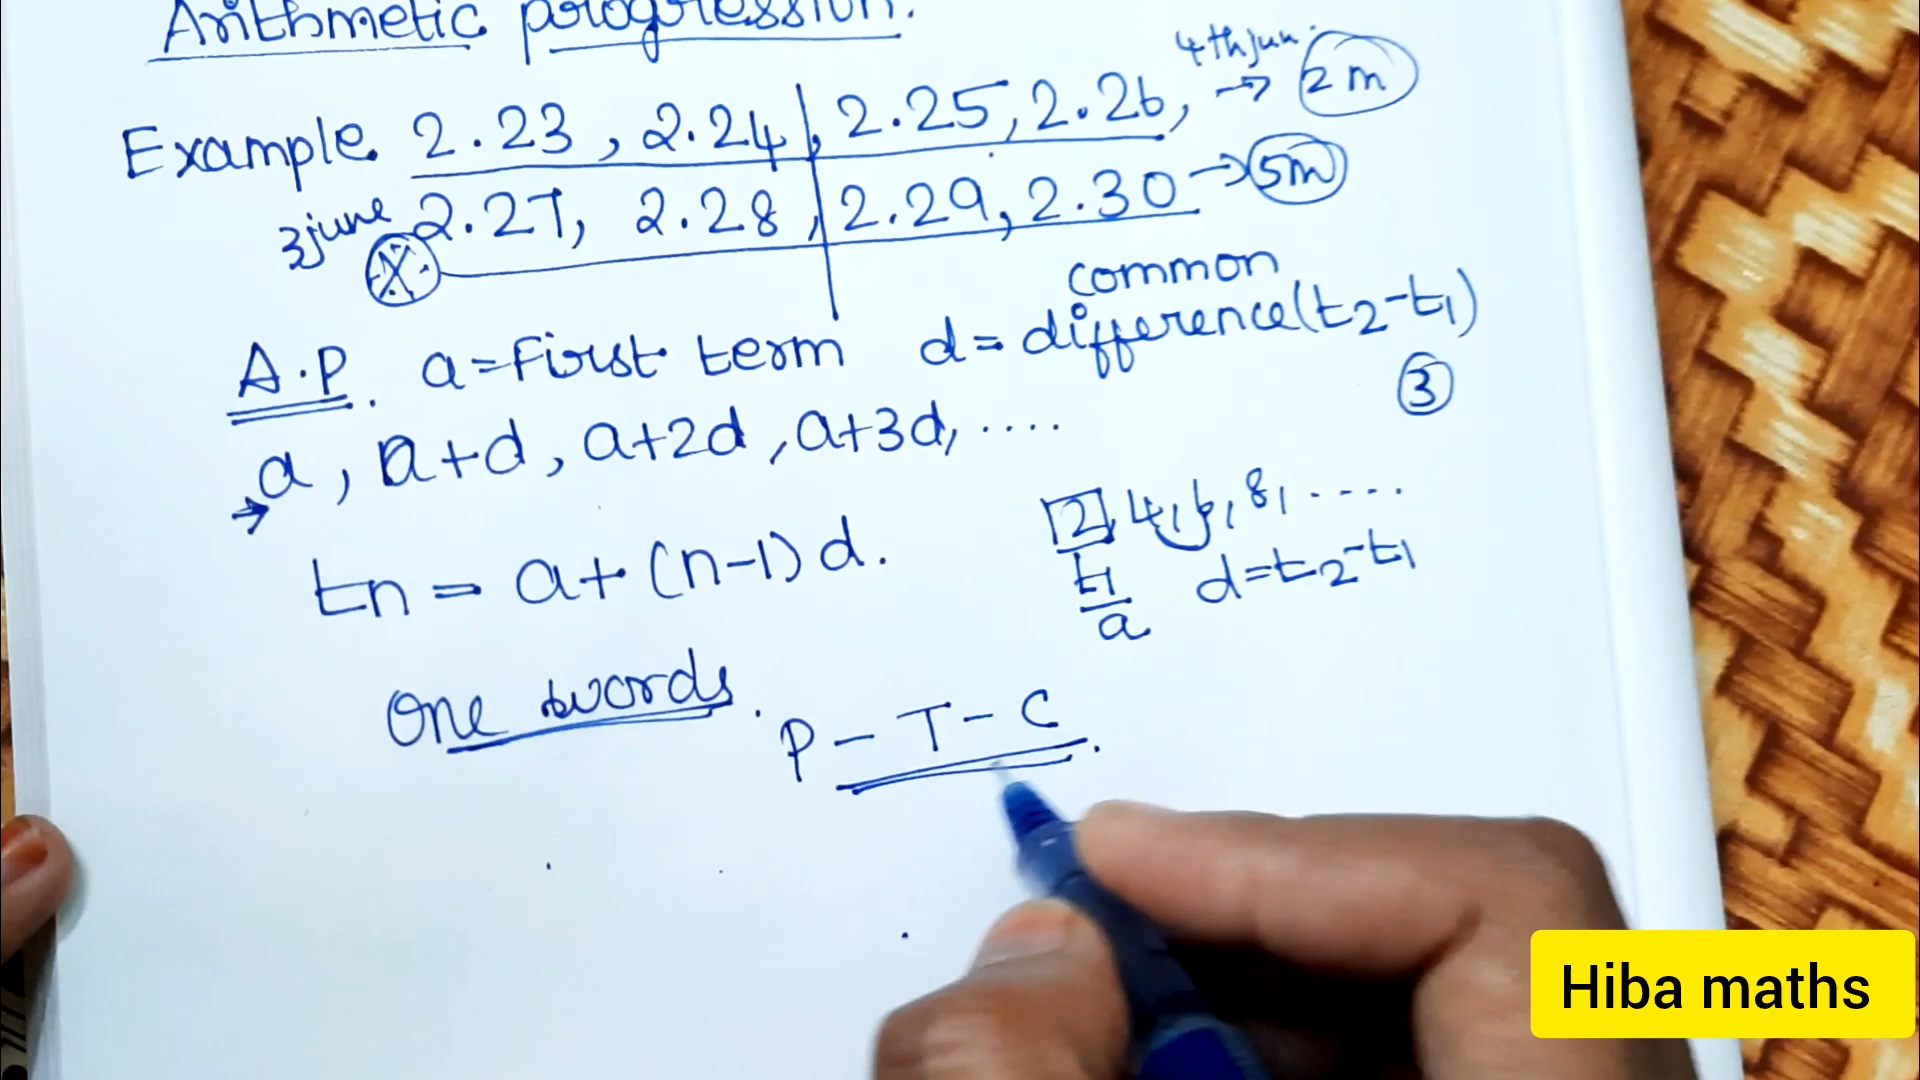 Arithmetic progression.
Example. 2.23, 2.24, 2.25, 2.26, → 2m
4th jun.
3 june 2.27, 2.28, 2.29, 2.30 → 5m
X
common
A.P. a = First term d = difference (t2-t1)
3
→ a, a+d, a+2d, a+3d, ....
2, 4, 6, 8, ....
tn = a + (n-1) d.
t1 d = t2-t1
a
One words. P - T - C.
Hiba maths